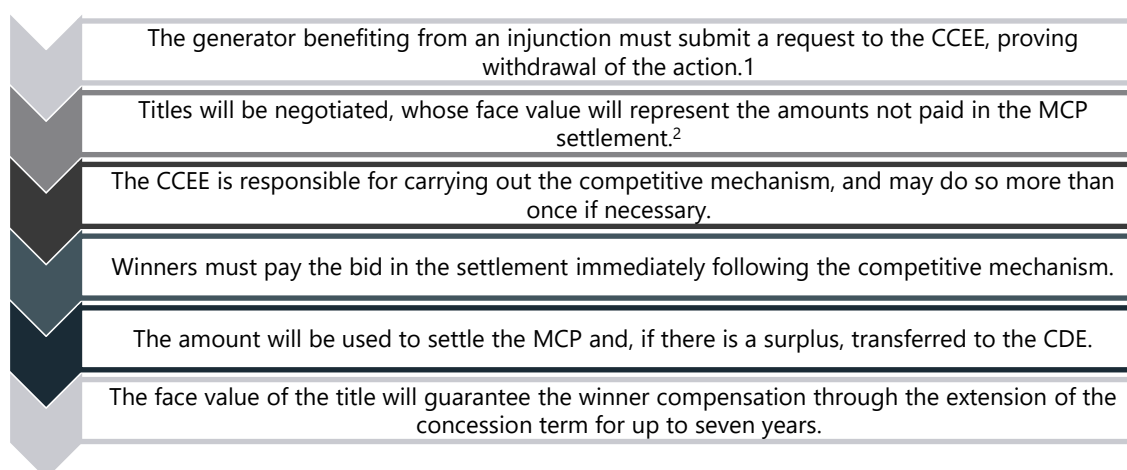 The generator benefiting from an injunction must submit a request to the CCEE, proving
withdrawal of the action.1
Titles will be negotiated, whose face value will represent the amounts not paid in the MCP
settlement.²
The CCEE is responsible for carrying out the competitive mechanism, and may do so more than
once if necessary.
Winners must pay the bid in the settlement immediately following the competitive mechanism.
The amount will be used to settle the MCP and, if there is a surplus, transferred to the CDE.
The face value of the title will guarantee the winner compensation through the extension of the
concession term for up to seven years.